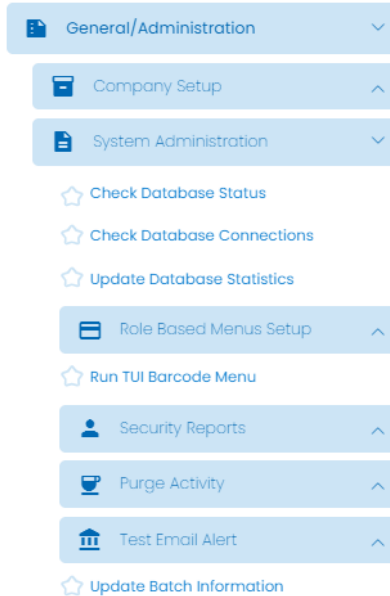 General/Administration
Company Setup
System Administration
Check Database Status
Check Database Connections
Update Database Statistics
Role Based Menus Setup
Run TUI Barcode Menu
Security Reports
Purge Activity
Test Email Alert
Update Batch Information